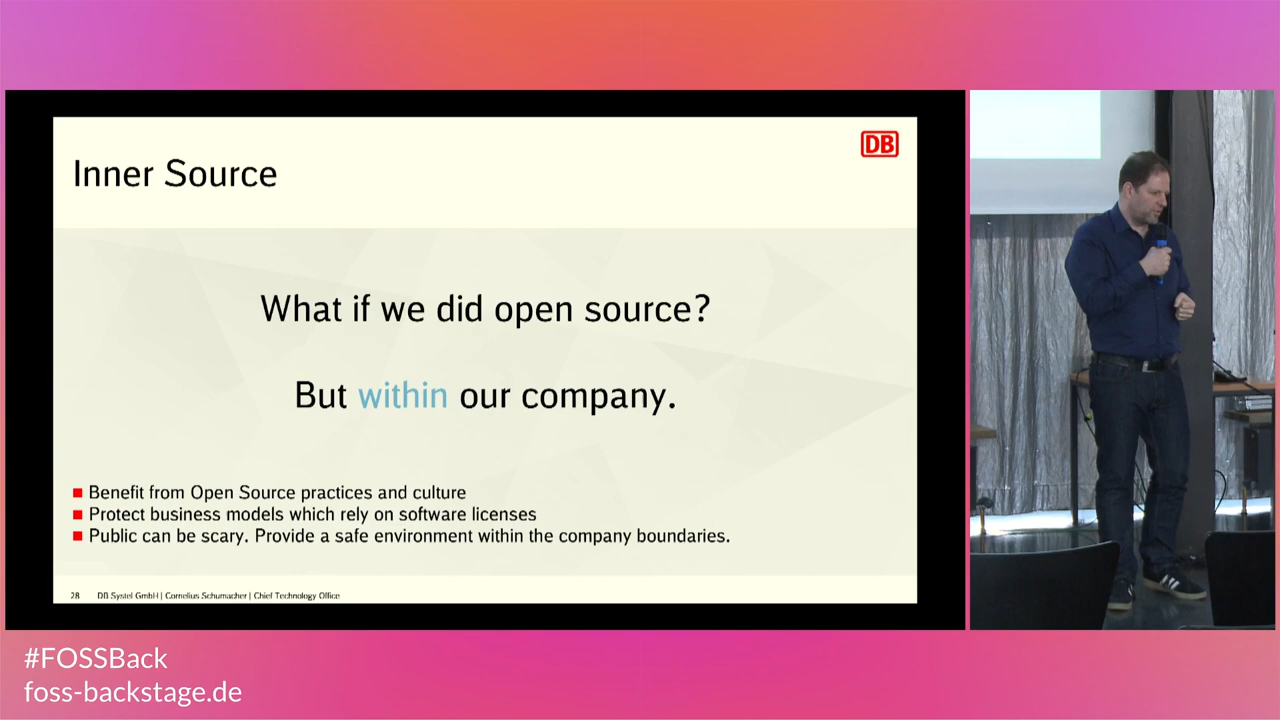 DB
Inner Source
What if we did open source?
But within our company.
Benefit from Open Source practices and culture
Protect business models which rely on software licenses
Public can be scary. Provide a safe environment within the company boundaries.
28 DB Systel GmbH | Cornelius Schumacher | Chief Technology Office
#FOSSBack
foss-backstage.de